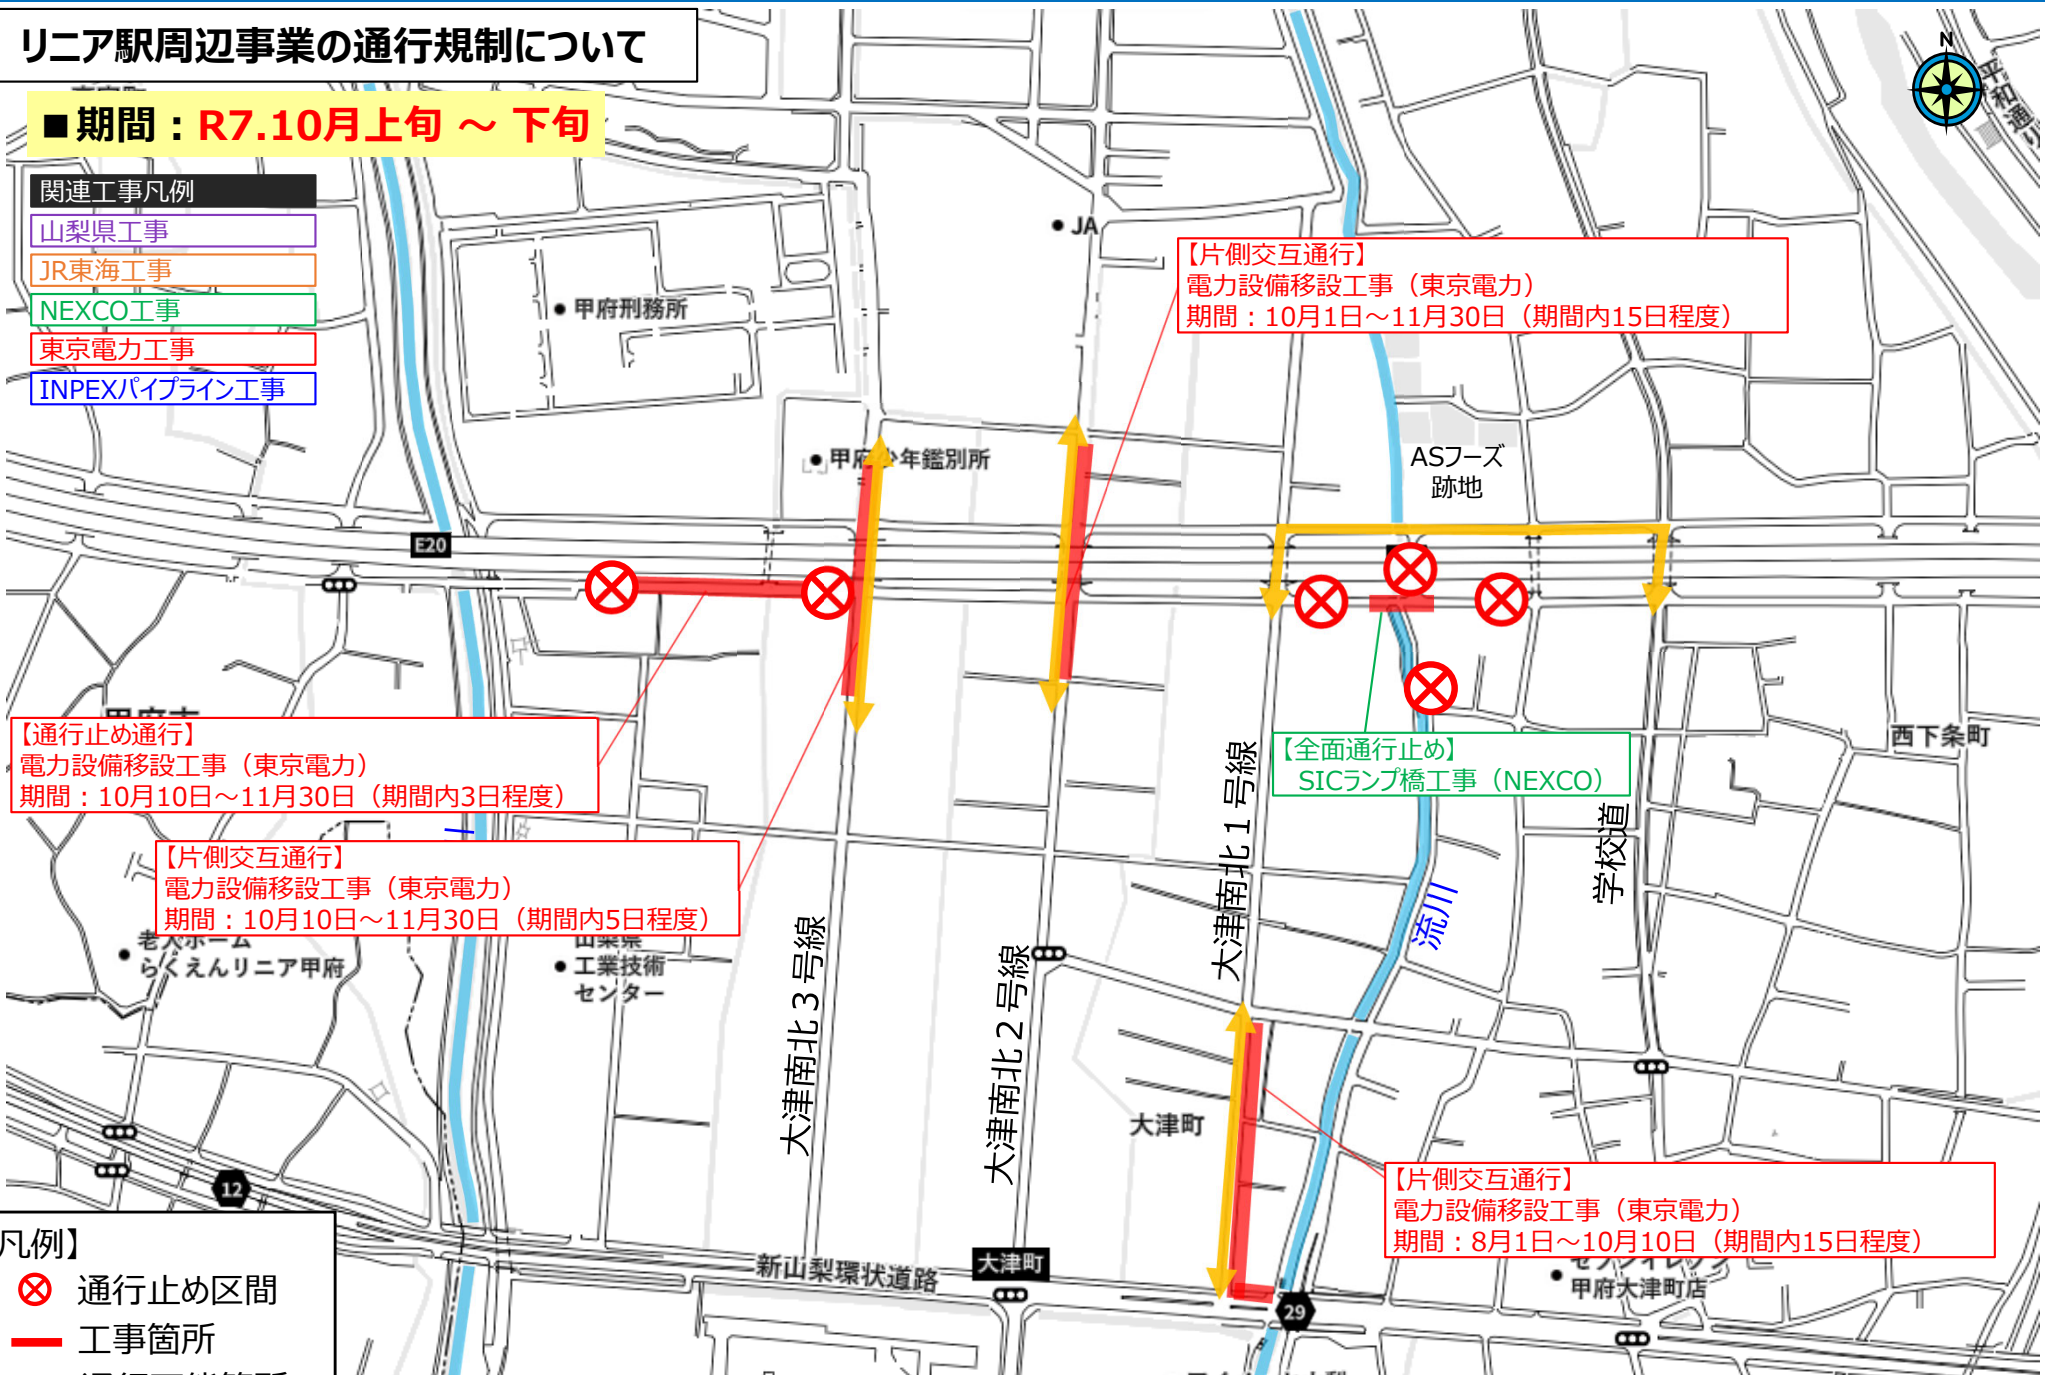 リニア駅周辺事業の通行規制について
■期間：R7.10月上旬 ～ 下旬
関連工事凡例
山梨県工事
JR東海工事
NEXCO工事
東京電力工事
INPEXパイプライン工事
N
平和通り
JA
甲府刑務所
【片側交互通行】
電力設備移設工事（東京電力）
期間：10月1日～11月30日（期間内15日程度）
甲府少年鑑別所
ASフーズ
跡地
E20
【通行止め通行】
電力設備移設工事（東京電力）
期間：10月10日～11月30日（期間内3日程度）
【全面通行止め】
SICランプ橋工事（NEXCO）
西下条町
【片側交互通行】
電力設備移設工事（東京電力）
期間：10月10日～11月30日（期間内5日程度）
老人ホーム
らくえんリニア甲府
山梨県
工業技術
センター
大津南北３号線
大津南北２号線
大津南北１号線
流川
学校道
大津町
【片側交互通行】
電力設備移設工事（東京電力）
期間：8月1日～10月10日（期間内15日程度）
甲府大津町店
12
新山梨環状道路
大津町
29
凡例】
通行止め区間
工事箇所